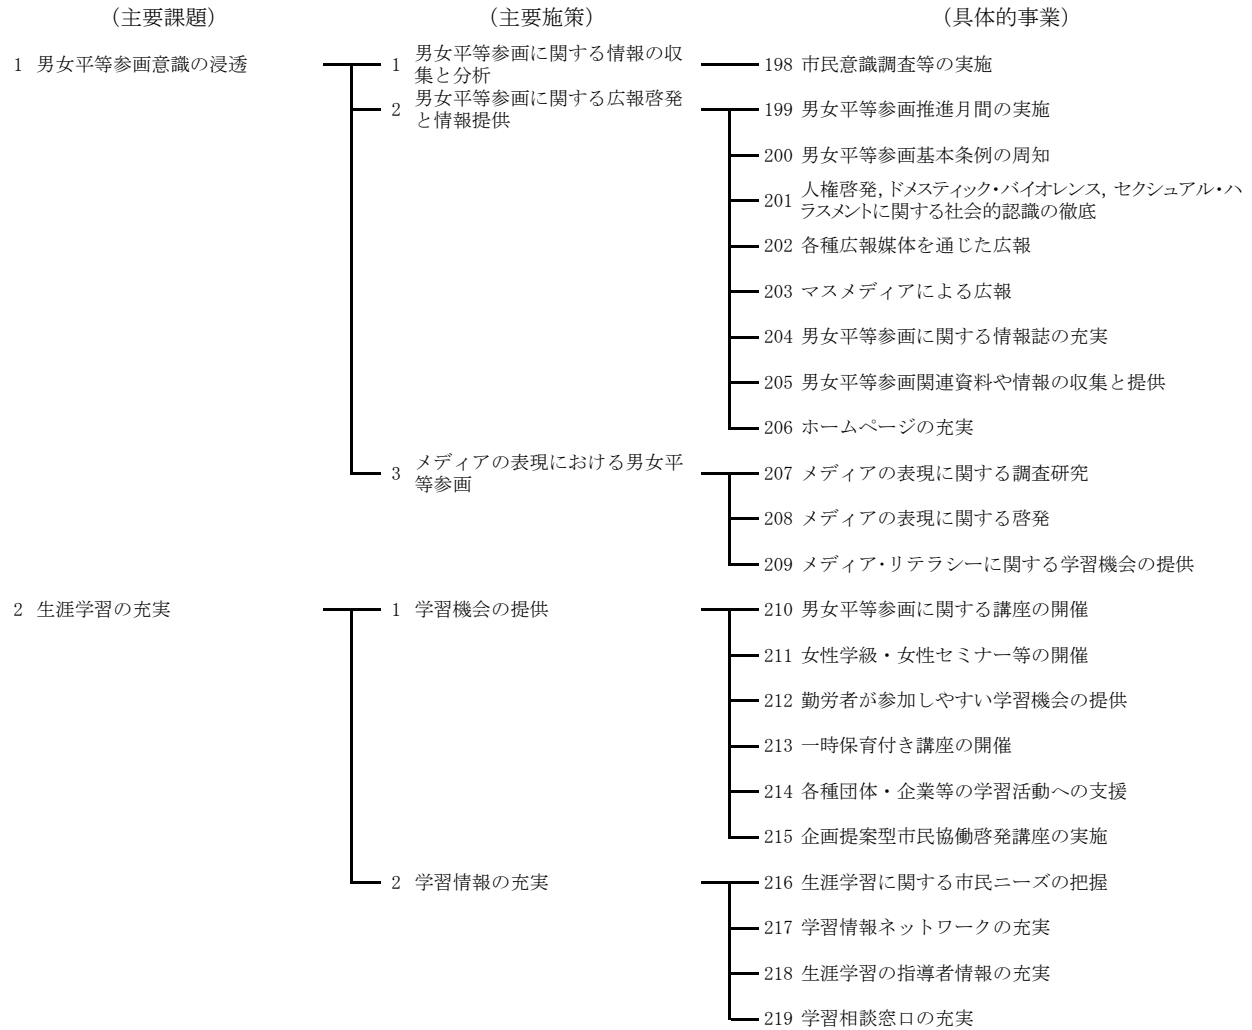 （主要課題） （主要施策） （具体的事業）
1 男女平等参画意識の浸透 1 男女平等参画に関する情報の収
集と分析 198 市民意識調査等の実施
2 男女平等参画に関する広報啓発
と情報提供 199 男女平等参画推進月間の実施
200 男女平等参画基本条例の周知
201 人権啓発，ドメスティック・バイオレンス，セクシュアル・ハ
ラスメントに関する社会的認識の徹底
202 各種広報媒体を通じた広報
203 マスメディアによる広報
204 男女平等参画に関する情報誌の充実
205 男女平等参画関連資料や情報の収集と提供
206 ホームページの充実
3 メディアの表現における男女平
等参画 207 メディアの表現に関する調査研究
208 メディアの表現に関する啓発
209 メディア・リテラシーに関する学習機会の提供
2 生涯学習の充実 1 学習機会の提供 210 男女平等参画に関する講座の開催
211 女性学級・女性セミナー等の開催
212 勤労者が参加しやすい学習機会の提供
213 一時保育付き講座の開催
214 各種団体・企業等の学習活動への支援
215 企画提案型市民協働啓発講座の実施
2 学習情報の充実 216 生涯学習に関する市民ニーズの把握
217 学習情報ネットワークの充実
218 生涯学習の指導者情報の充実
219 学習相談窓口の充実